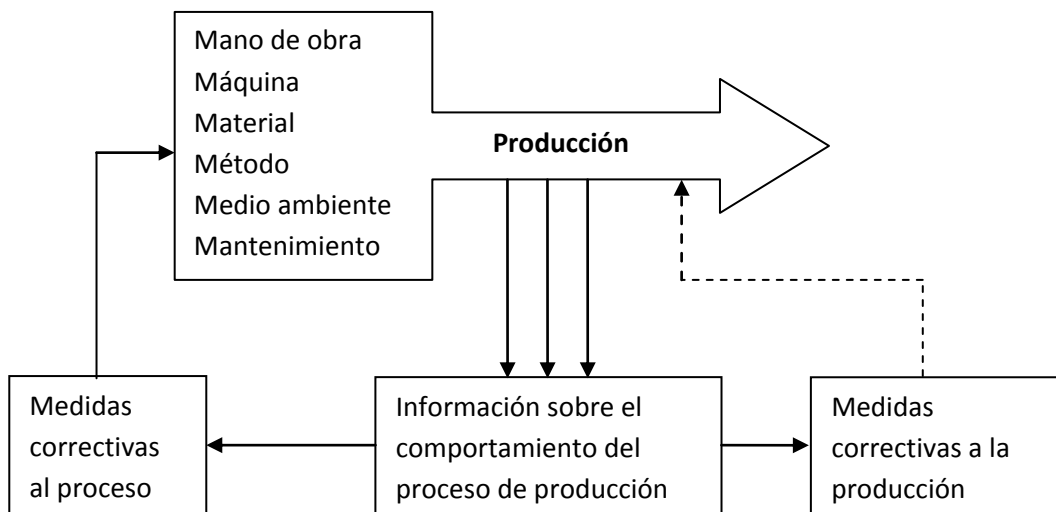 Mano de obra
Máquina
Material
Método
Medio ambiente
Mantenimiento
Producción
Medidas
correctivas
al proceso
Información sobre el
comportamiento del
proceso de producción
Medidas
correctivas a la
producción